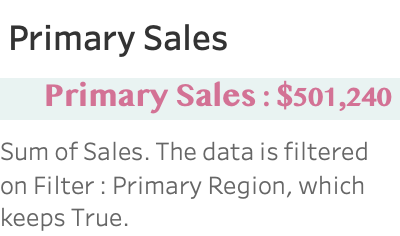 Primary Sales
Primary Sales : $501,240
Sum of Sales. The data is filtered
on Filter : Primary Region, which
keeps True.